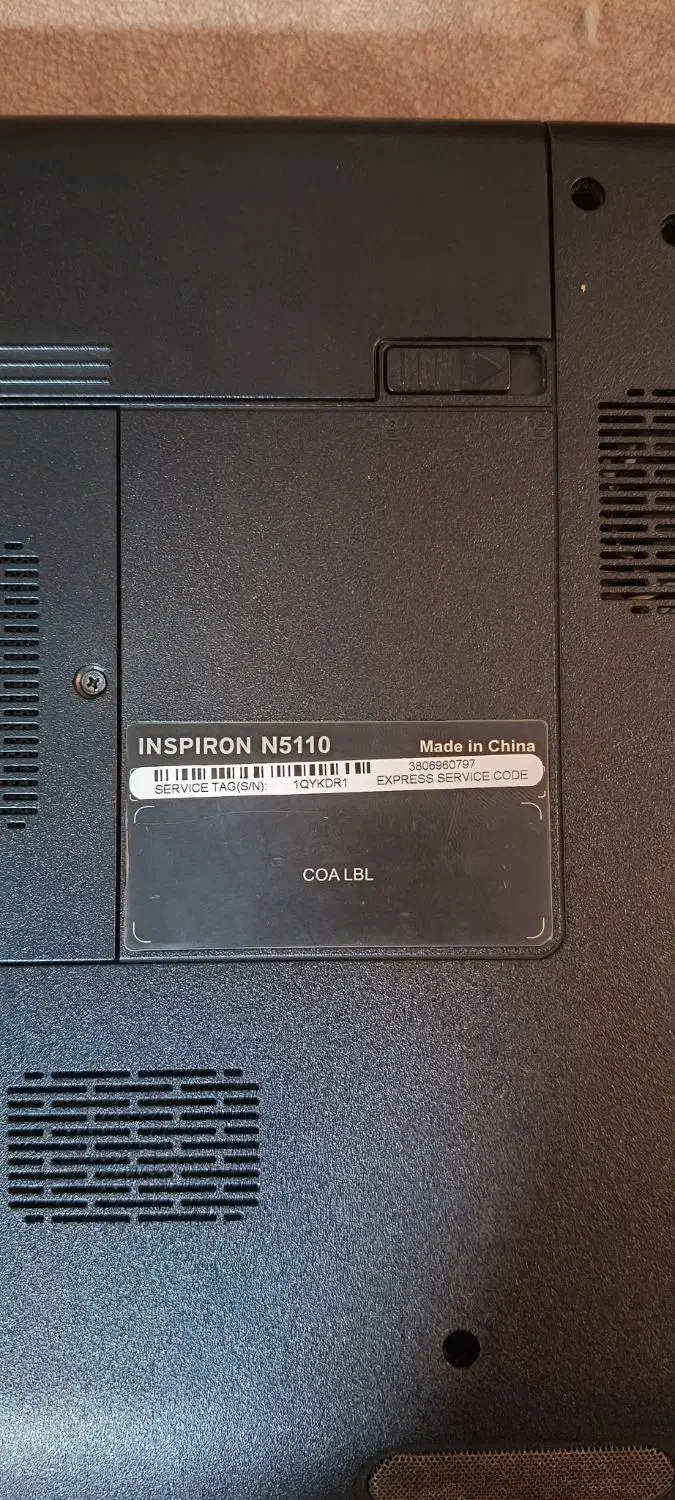 INSPIRON N5110
Made in China
SERVICE TAG(S/N): 1QYKDR1
3806960797
EXPRESS SERVICE CODE
COA LBL